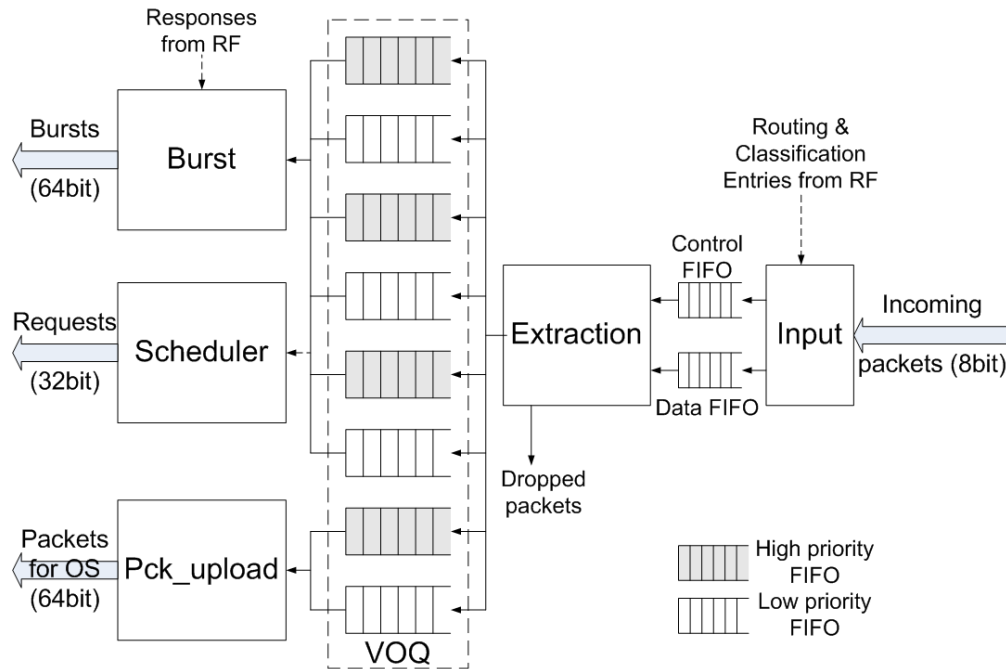 Responses
from RF
Bursts
(64bit)
Burst
Requests
(32bit)
Scheduler
Packets
for OS
(64bit)
Pck_upload
VOQ
Extraction
Dropped
packets
Control
FIFO
Data FIFO
Routing &
Classification
Entries from RF
Input
Incoming
packets (8bit)
High priority
FIFO
Low priority
FIFO